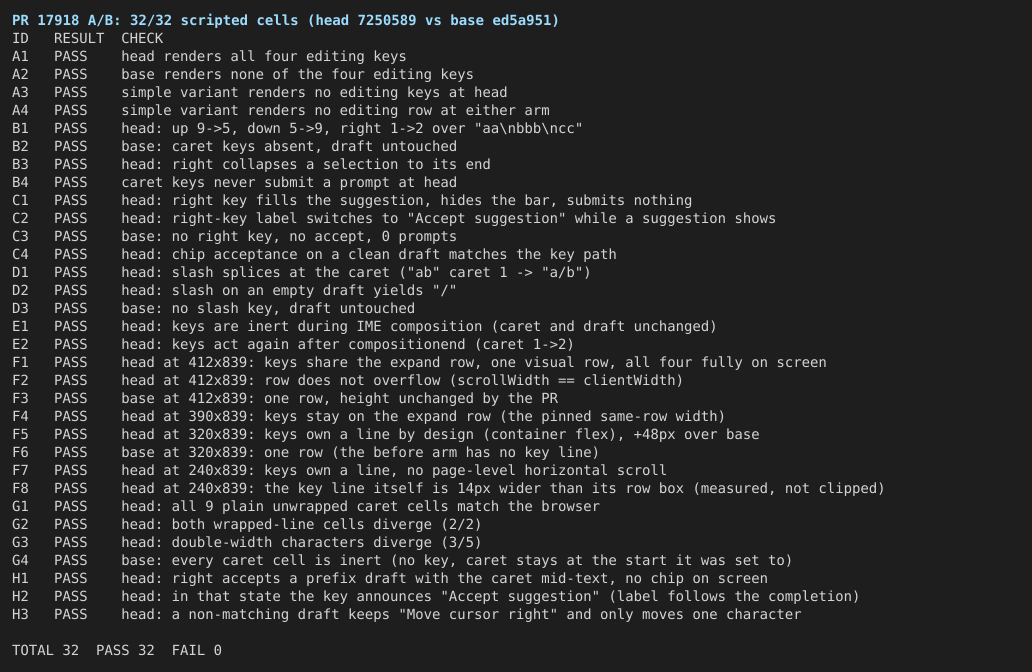 PR 17918 A/B: 32/32 scripted cells (head 7250589 vs base ed5a951)
ID RESULT CHECK
A1 PASS head renders all four editing keys
A2 PASS base renders none of the four editing keys
A3 PASS simple variant renders no editing keys at head
A4 PASS simple variant renders no editing row at either arm
B1 PASS head: up 9->5, down 5->9, right 1->2 over "aa\nbbb\ncc"
B2 PASS base: caret keys absent, draft untouched
B3 PASS head: right collapses a selection to its end
B4 PASS caret keys never submit a prompt at head
C1 PASS head: right key fills the suggestion, hides the bar, submits nothing
C2 PASS head: right-key label switches to "Accept suggestion" while a suggestion shows
C3 PASS base: no right key, no accept, 0 prompts
C4 PASS head: chip acceptance on a clean draft matches the key path
D1 PASS head: slash splices at the caret ("ab" caret 1 -> "a/b")
D2 PASS head: slash on an empty draft yields "/"
D3 PASS base: no slash key, draft untouched
E1 PASS head: keys are inert during IME composition (caret and draft unchanged)
E2 PASS head: keys act again after compositionend (caret 1->2)
F1 PASS head at 412x839: keys share the expand row, one visual row, all four fully on screen
F2 PASS head at 412x839: row does not overflow (scrollWidth == clientWidth)
F3 PASS base at 412x839: one row, height unchanged by the PR
F4 PASS head at 390x839: keys stay on the expand row (the pinned same-row width)
F5 PASS head at 320x839: keys own a line by design (container flex), +48px over base
F6 PASS base at 320x839: one row (the before arm has no key line)
F7 PASS head at 240x839: keys own a line, no page-level horizontal scroll
F8 PASS head at 240x839: the key line itself is 14px wider than its row box (measured, not clipped)
G1 PASS head: all 9 plain unwrapped caret cells match the browser
G2 PASS head: both wrapped-line cells diverge (2/2)
G3 PASS head: double-width characters diverge (3/5)
G4 PASS base: every caret cell is inert (no key, caret stays at the start it was set to)
H1 PASS head: right accepts a prefix draft with the caret mid-text, no chip on screen
H2 PASS head: in that state the key announces "Accept suggestion" (label follows the completion)
H3 PASS head: a non-matching draft keeps "Move cursor right" and only moves one character
TOTAL 32 PASS 32 FAIL 0